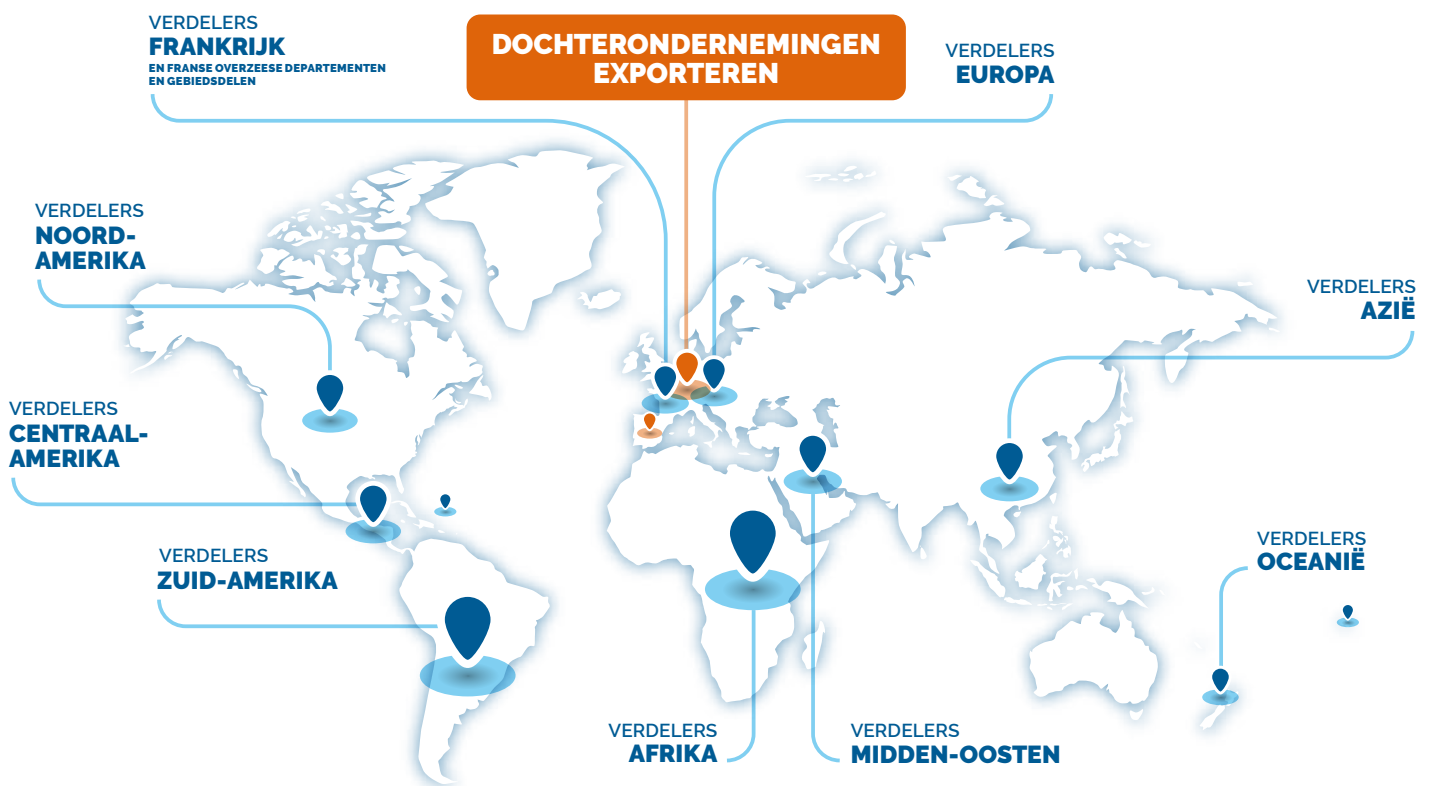 VERDELERS
FRANKRIJK
EN FRANSE OVERZEESE DEPARTEMENTEN
EN GEBIEDSDELEN
DOCHTERONDERNEMINGEN
EXPORTEREN
VERDELERS
EUROPA
VERDELERS
NOORD-
AMERIKA
VERDELERS
AZIË
VERDELERS
CENTRAAL-
AMERIKA
VERDELERS
ZUID-AMERIKA
VERDELERS
OCEANIË
VERDELERS
AFRIKA
VERDELERS
MIDDEN-OOSTEN